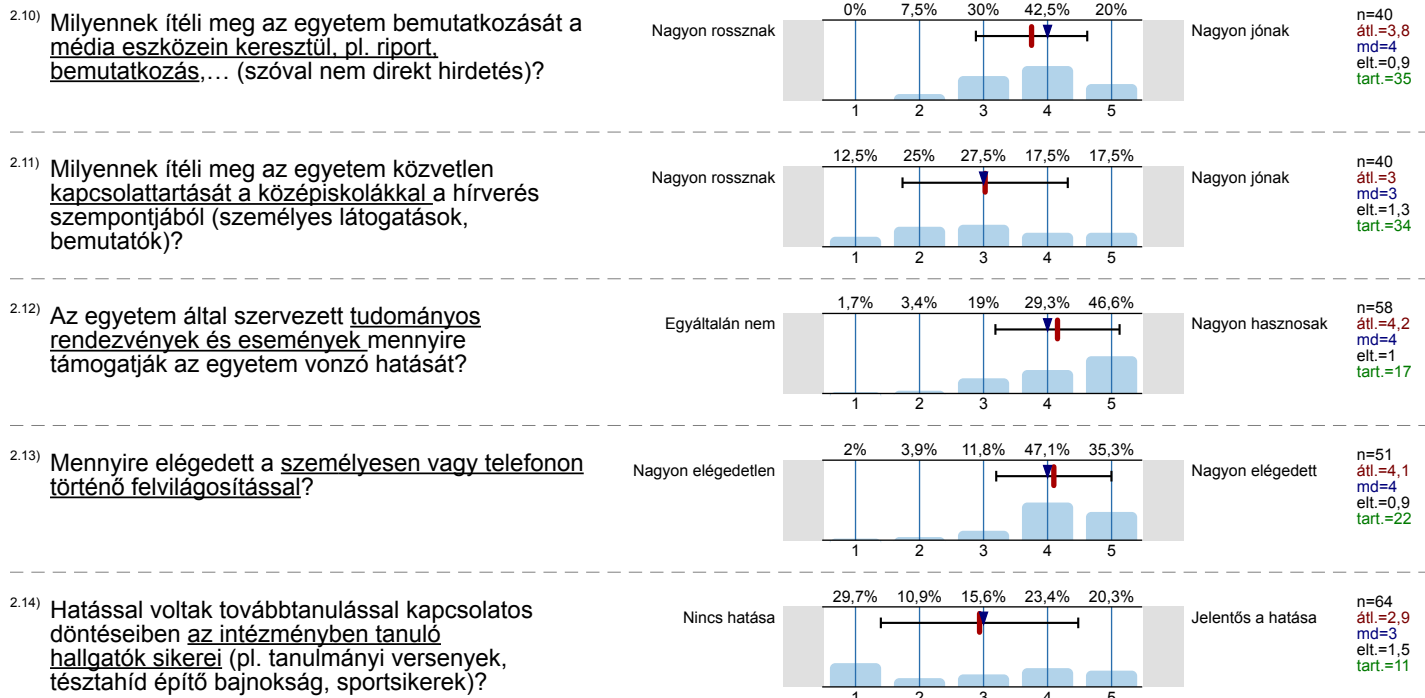 2.10) Milyennek ítéli meg az egyetem bemutatkozását a
média eszközein keresztül, pl. riport,
bemutatkozás,… (szóval nem direkt hirdetés)?
Nagyon rossznak
0% 7,5% 30% 42,5% 20%
1 2 3 4 5
Nagyon jónak
n=40
átl.=3,8
md=4
elt.=0,9
tart.=35
2.11) Milyennek ítéli meg az egyetem közvetlen
kapcsolattartását a középiskolákkal a hírverés
szempontjából (személyes látogatások,
bemutatók)?
Nagyon rossznak
12,5% 25% 27,5% 17,5% 17,5%
1 2 3 4 5
Nagyon jónak
n=40
átl.=3
md=3
elt.=1,3
tart.=34
2.12) Az egyetem által szervezett tudományos
rendezvények és események mennyire
támogatják az egyetem vonzó hatását?
Egyáltalán nem
1,7% 3,4% 19% 29,3% 46,6%
1 2 3 4 5
Nagyon hasznosak
n=58
átl.=4,2
md=4
elt.=1
tart.=17
2.13) Mennyire elégedett a személyesen vagy telefonon
történő felvilágosítással?
Nagyon elégedetlen
2% 3,9% 11,8% 47,1% 35,3%
1 2 3 4 5
Nagyon elégedett
n=51
átl.=4,1
md=4
elt.=0,9
tart.=22
2.14) Hatással voltak továbbtanulással kapcsolatos
döntéseiben az intézményben tanuló
hallgatók sikerei (pl. tanulmányi versenyek,
tésztahíd építő bajnokság, sportsikerek)?
Nincs hatása
29,7% 10,9% 15,6% 23,4% 20,3%
1 2 3 4 5
Jelentős a hatása
n=64
átl.=2,9
md=3
elt.=1,5
tart.=11